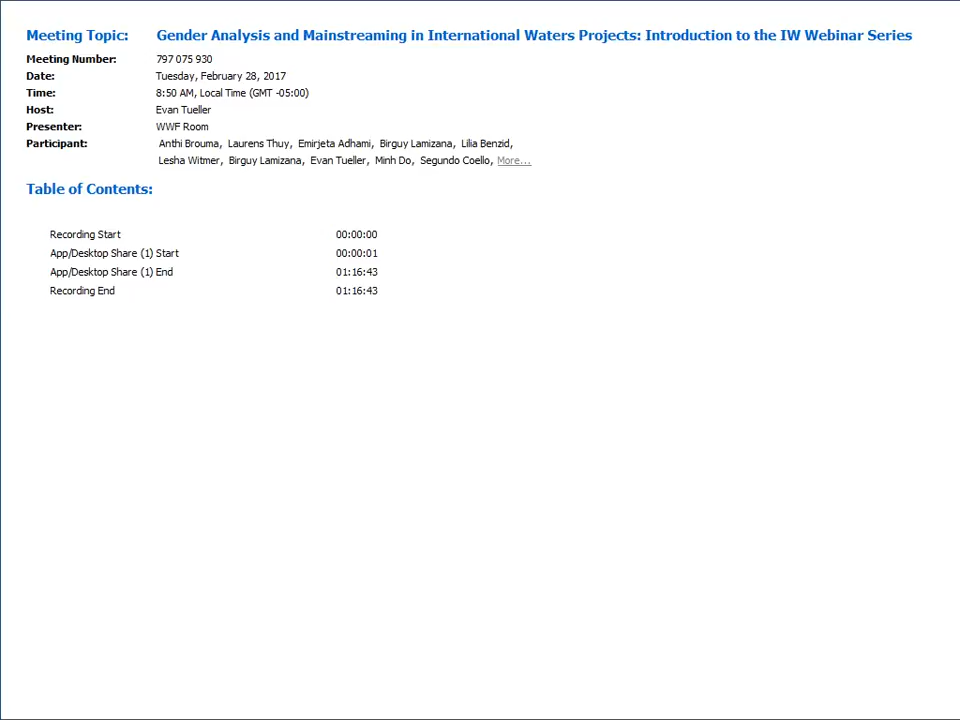 Meeting Topic: Gender Analysis and Mainstreaming in International Waters Projects: Introduction to the IW Webinar Series
Meeting Number: 797 075 930
Date: Tuesday, February 28, 2017
Time: 8:50 AM, Local Time (GMT -05:00)
Host: Evan Tueller
Presenter: WWF Room
Participant: Anthi Brouma, Laurens Thuy, Emirjeta Adhami, Birguy Lamizana, Lilia Benzid,
Lesha Witmer, Birguy Lamizana, Evan Tueller, Minh Do, Segundo Coello, More...
Table of Contents:
Recording Start 00:00:00
App/Desktop Share (1) Start 00:00:01
App/Desktop Share (1) End 01:16:43
Recording End 01:16:43